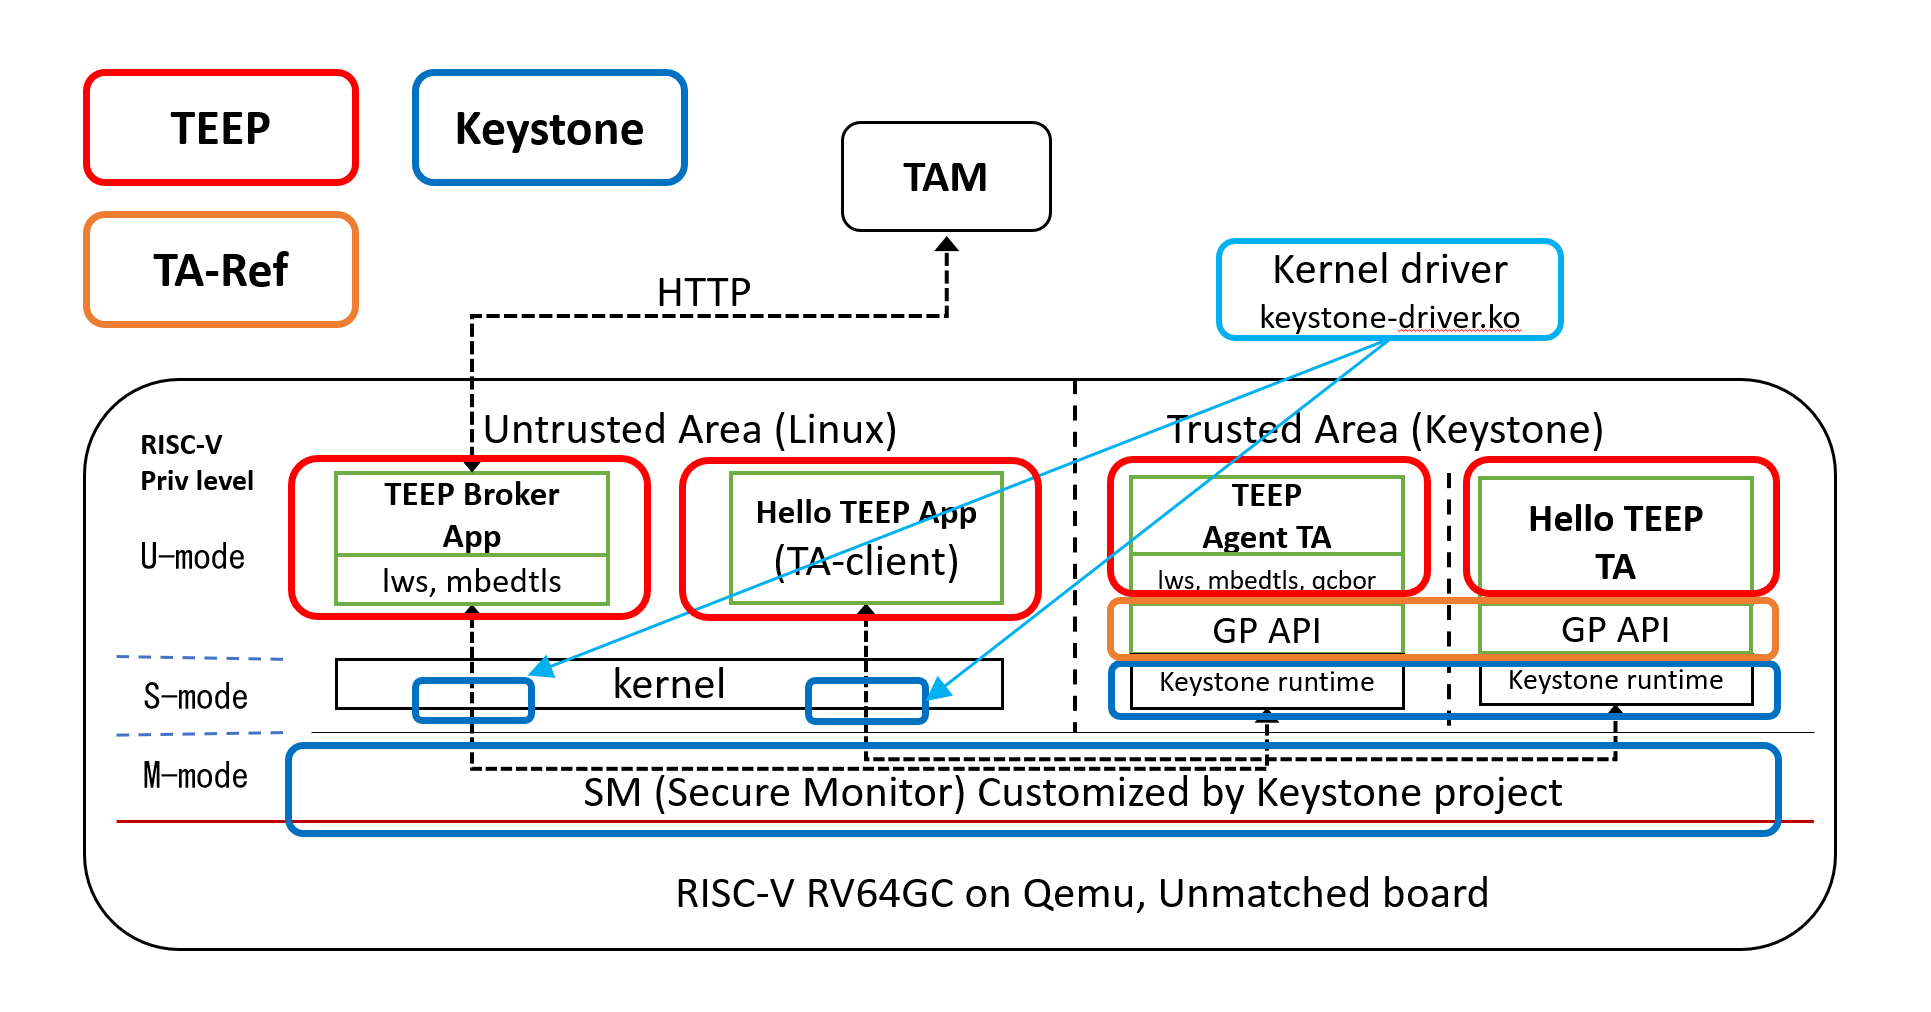 TEEP
Keystone
TA-Ref
TAM
HTTP
Kernel driver
keystone-driver.ko
Untrusted Area (Linux)
Trusted Area (Keystone)
RISC-V
Priv level
U-mode
S-mode
M-mode
TEEP Broker
App
lws, mbedtls
Hello TEEP App
(TA-client)
TEEP
Agent TA
lws, mbedtls, qcbor
Hello TEEP
TA
GP API
GP API
kernel
Keystone runtime
Keystone runtime
SM (Secure Monitor) Customized by Keystone project
RISC-V RV64GC on Qemu, Unmatched board